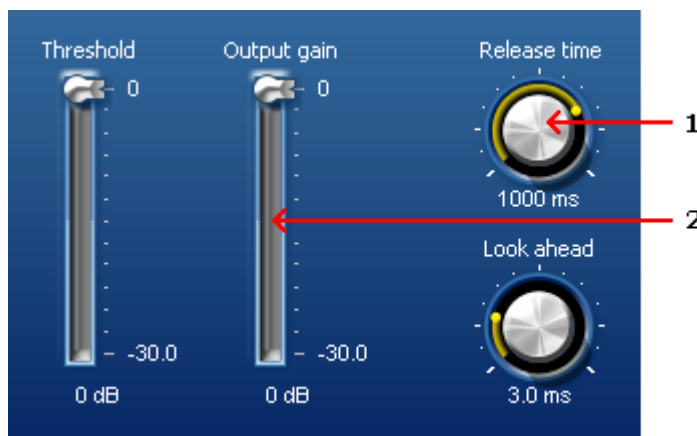 Threshold
0
-30.0
0 dB
Output gain
0
-30.0
0 dB
Release time
1000 ms
Look ahead
3.0 ms
1
2